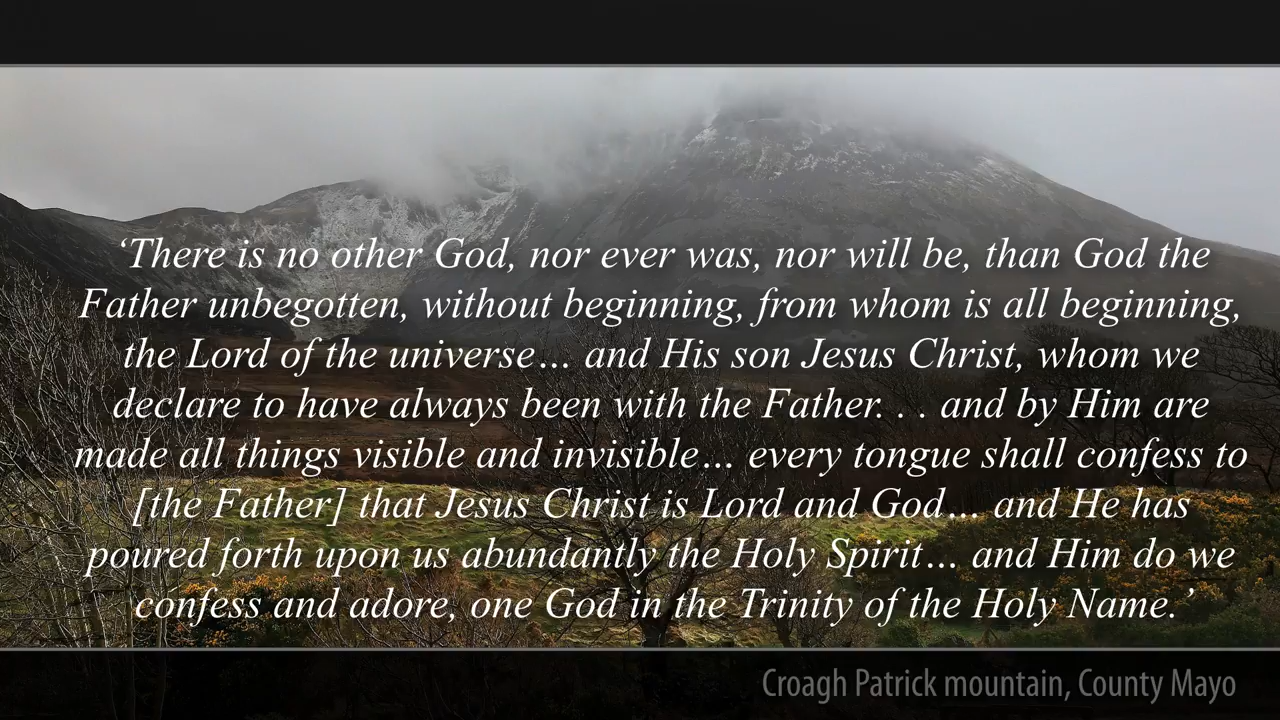 ‘There is no other God, nor ever was, nor will be, than God the
Father unbegotten, without beginning, from whom is all beginning,
the Lord of the universe… and His son Jesus Christ, whom we
declare to have always been with the Father. . . and by Him are
made all things visible and invisible… every tongue shall confess to
[the Father] that Jesus Christ is Lord and God… and He has
poured forth upon us abundantly the Holy Spirit… and Him do we
confess and adore, one God in the Trinity of the Holy Name.’
Croagh Patrick mountain, County Mayo